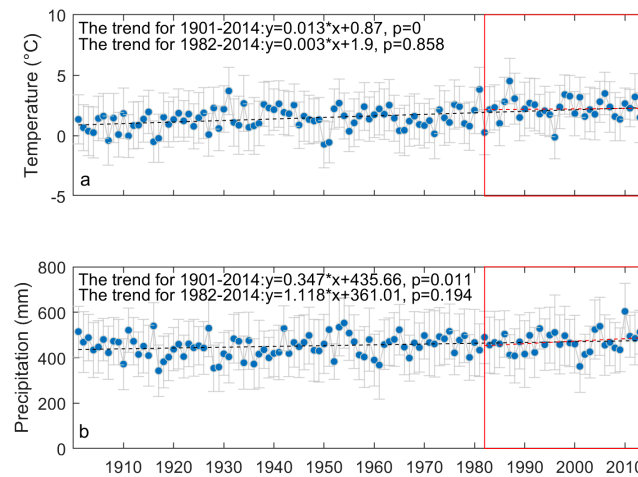 10
The trend for 1901-2014:y=0.013*x+0.87, p=0
The trend for 1982-2014:y=0.003*x+1.9, p=0.858
5
0
-5
Temperature (°C)
a
800
The trend for 1901-2014:y=0.347*x+435.66, p=0.011
The trend for 1982-2014:y=1.118*x+361.01, p=0.194
600
400
200
0
Precipitation (mm)
b
1910 1920 1930 1940 1950 1960 1970 1980 1990 2000 2010